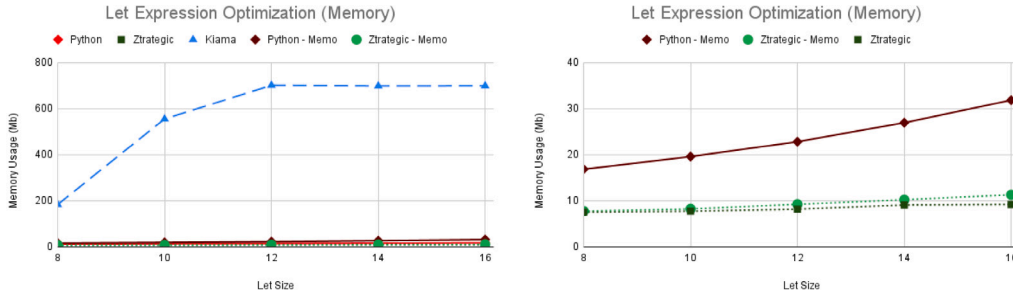 Let Expression Optimization (Memory)
Python Ztrategic Kiama Python - Memo Ztrategic - Memo
Memory Usage (Mb)
800
600
400
200
0
8 10 12 14 16
Let Size
Let Expression Optimization (Memory)
Python - Memo Ztrategic - Memo Ztrategic
Memory Usage (Mb)
40
30
20
10
0
8 10 12 14 16
Let Size